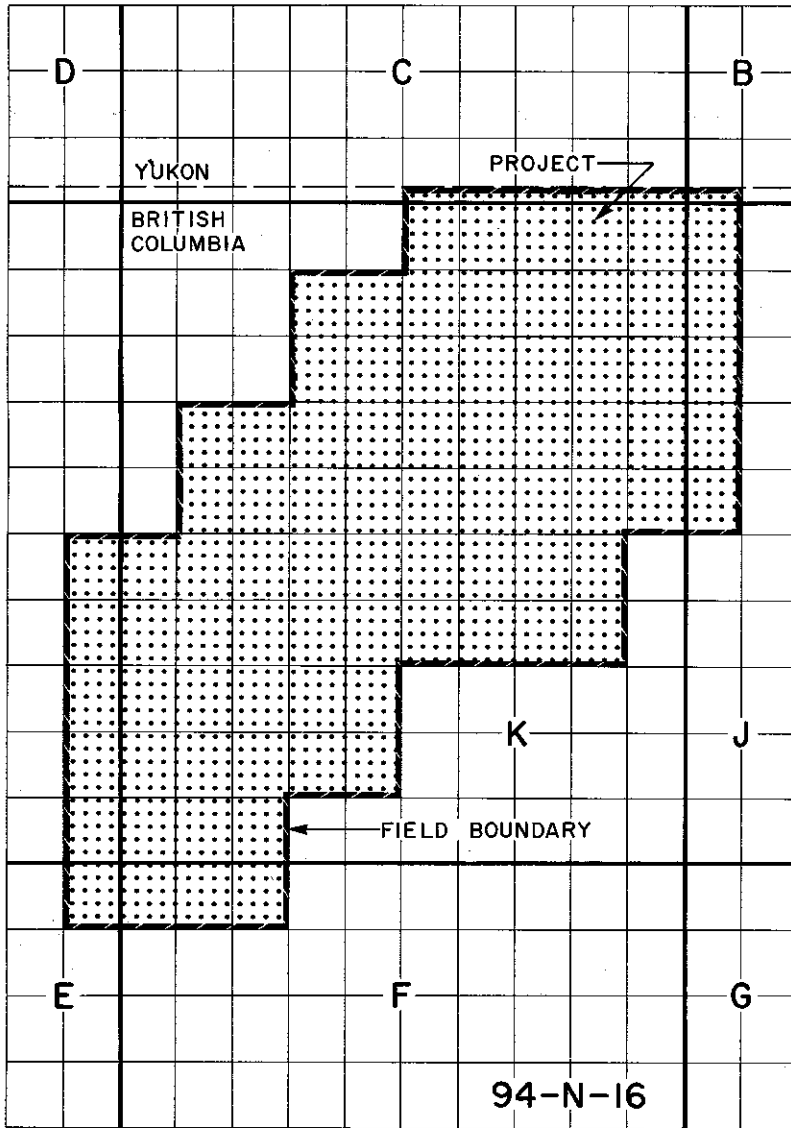 D
C
B
YUKON
PROJECT
BRITISH
COLUMBIA
K
J
FIELD BOUNDARY
E
F
G
94-N-16